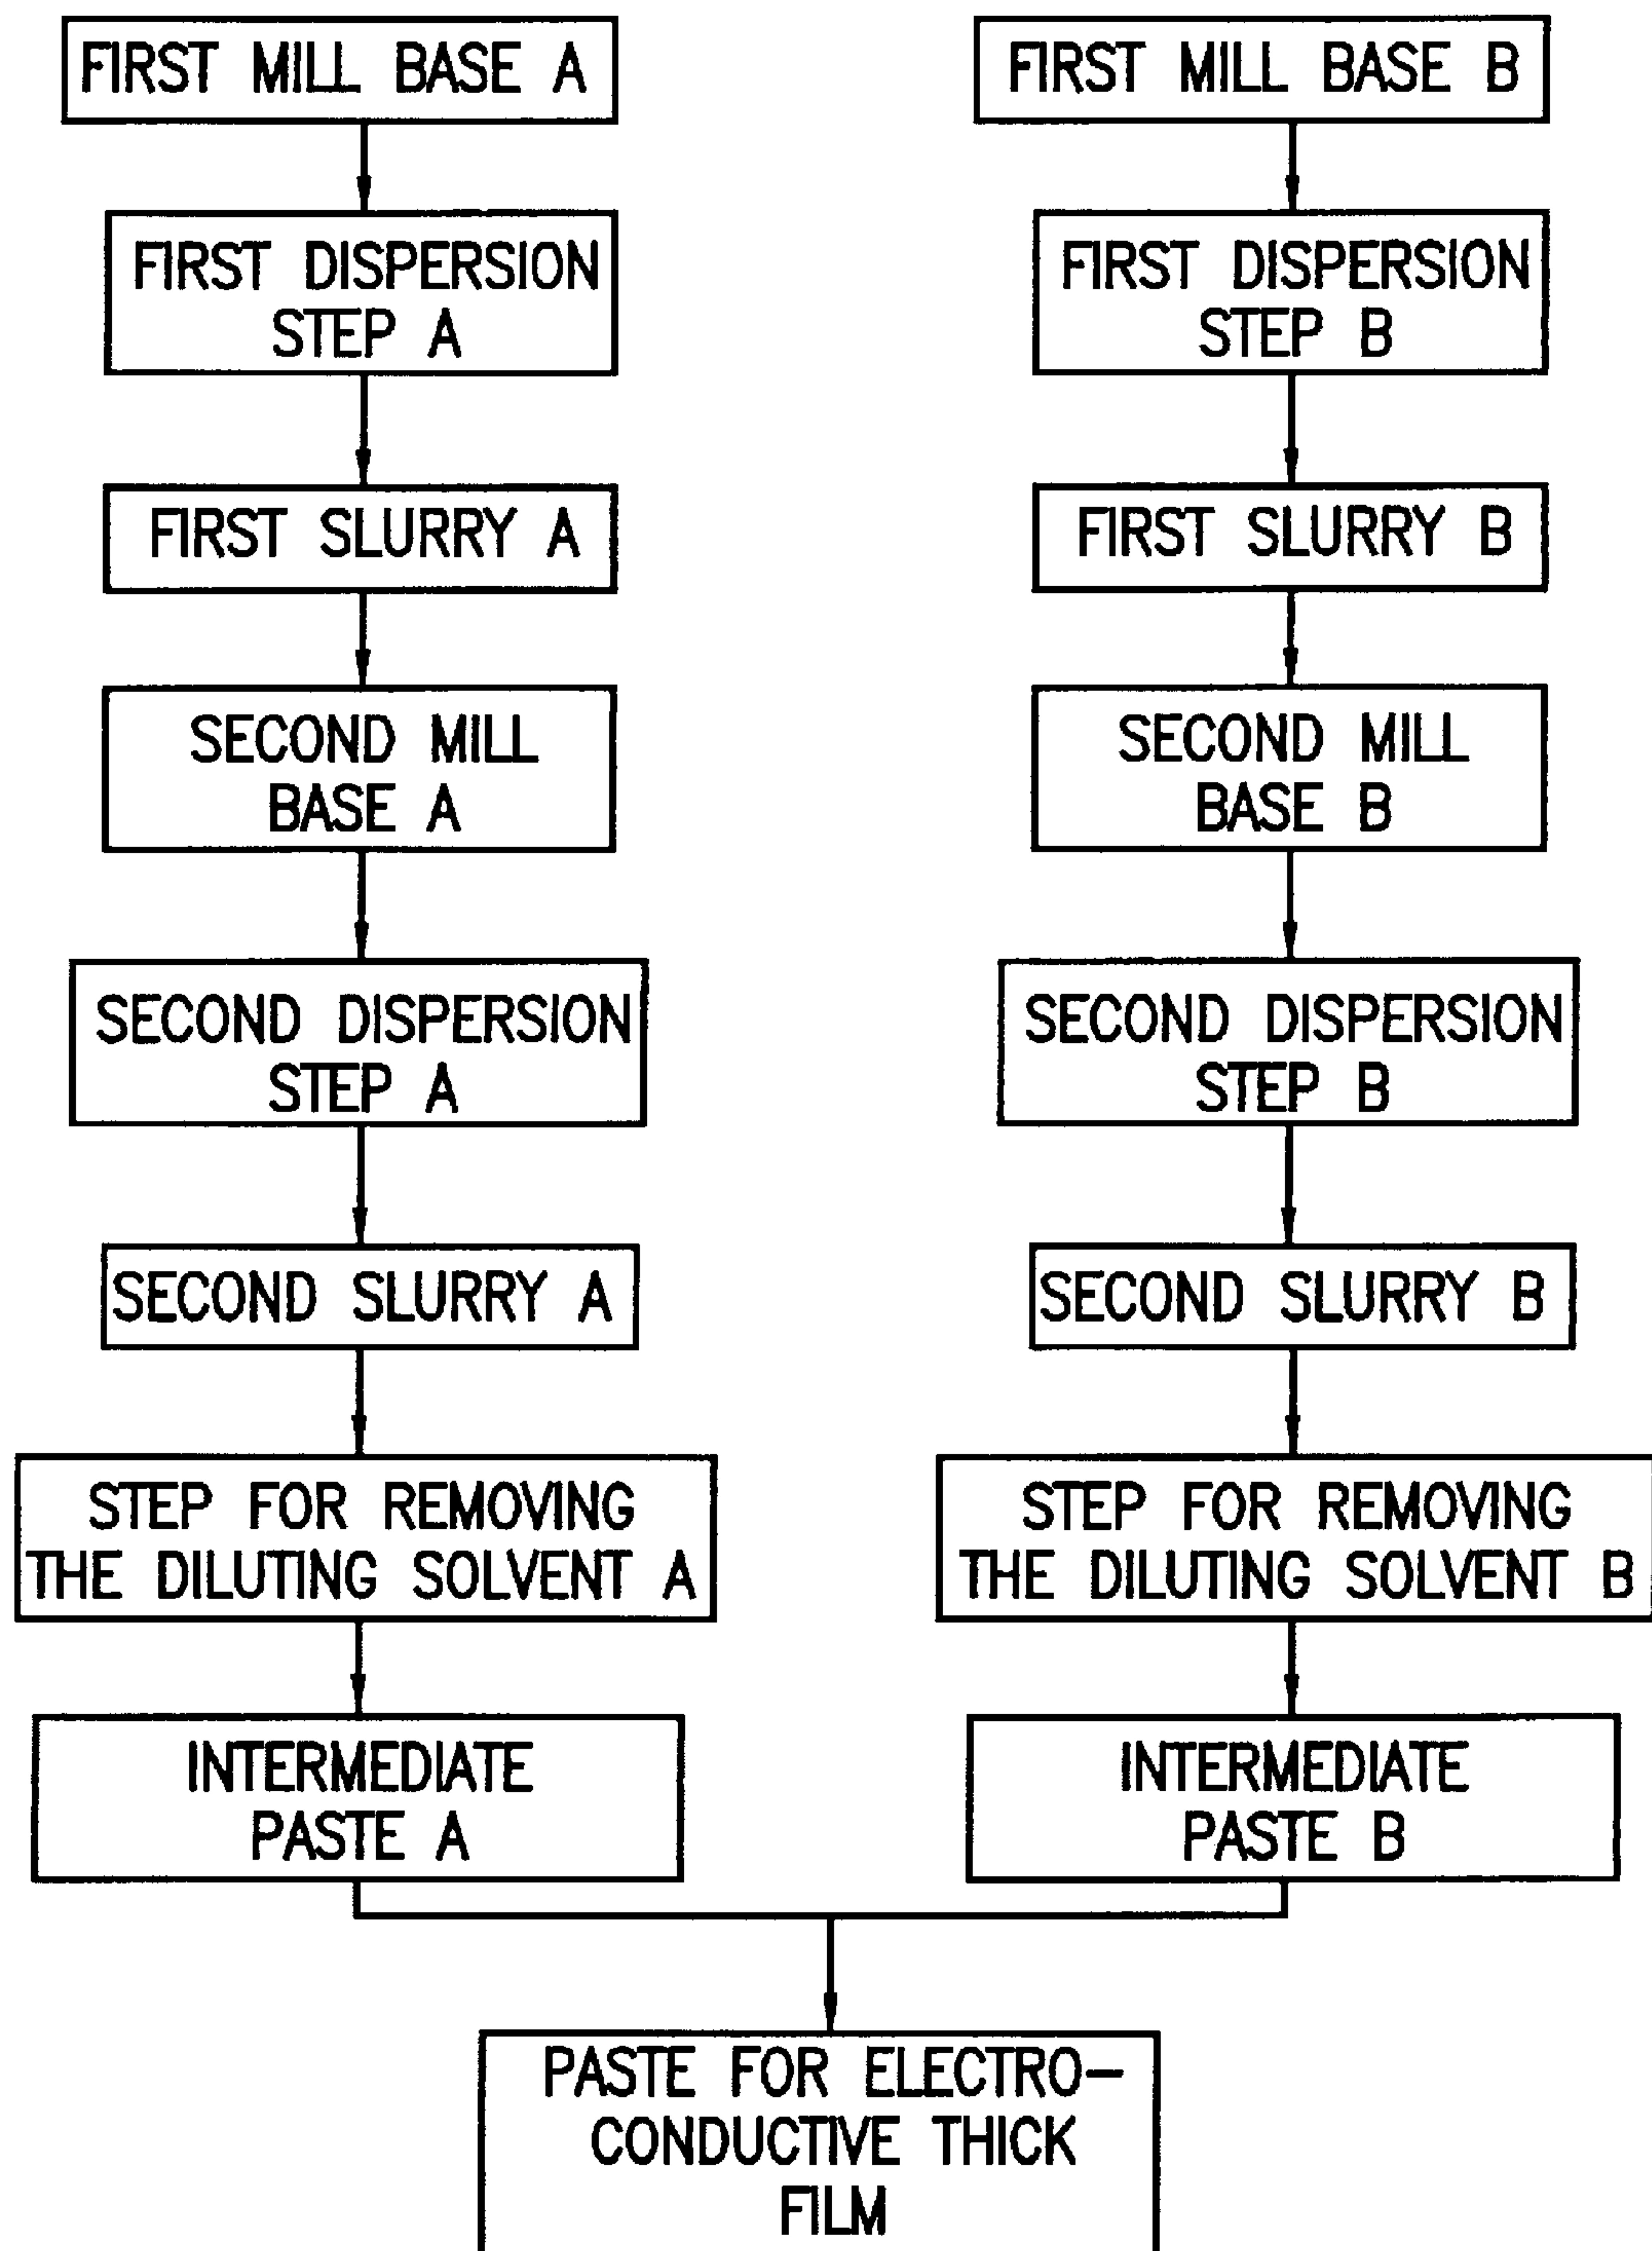 FIRST MILL BASE A
FIRST DISPERSION
STEP A
FIRST SLURRY A
SECOND MILL
BASE A
SECOND DISPERSION
STEP A
SECOND SLURRY A
STEP FOR REMOVING
THE DILUTING SOLVENT A
INTERMEDIATE
PASTE A
FIRST MILL BASE B
FIRST DISPERSION
STEP B
FIRST SLURRY B
SECOND MILL
BASE B
SECOND DISPERSION
STEP B
SECOND SLURRY B
STEP FOR REMOVING
THE DILUTING SOLVENT B
INTERMEDIATE
PASTE B
PASTE FOR ELECTRO-
CONDUCTIVE THICK
FILM